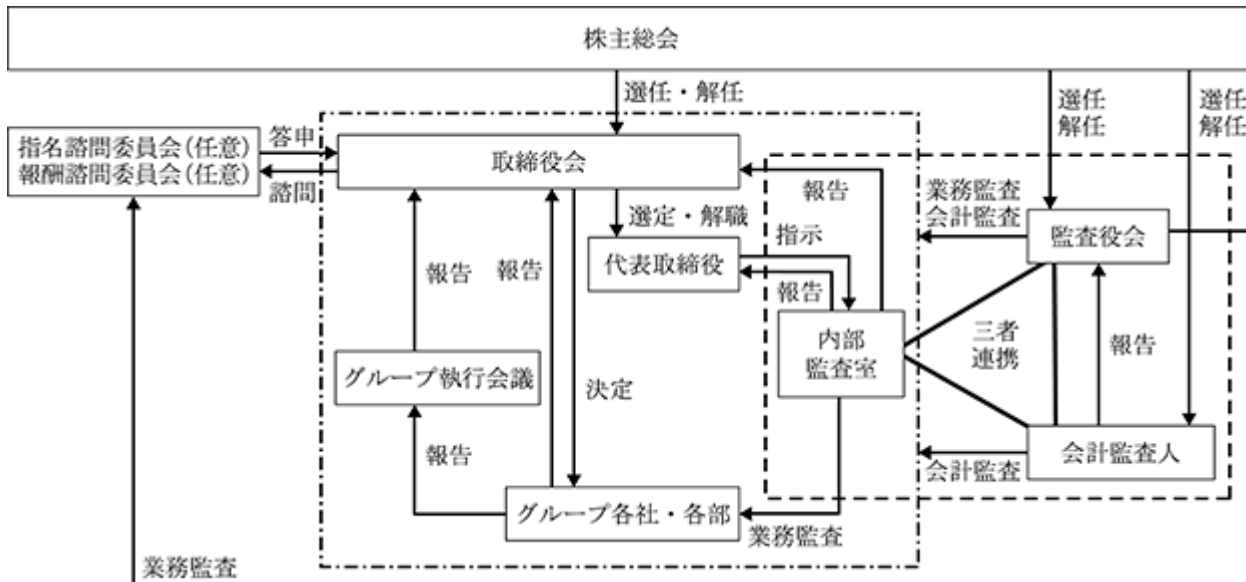 株主総会
選任・解任
選任
解任
選任
解任
指名諮問委員会(任意)
報酬諮問委員会(任意)
答申
諮問
取締役会
報告
業務監査
会計監査
監査役会
選定・解職
指示
代表取締役
報告
報告
報告
内部
監査室
三者
連携
報告
グループ執行会議
決定
報告
会計監査
会計監査人
グループ各社・各部
業務監査
業務監査